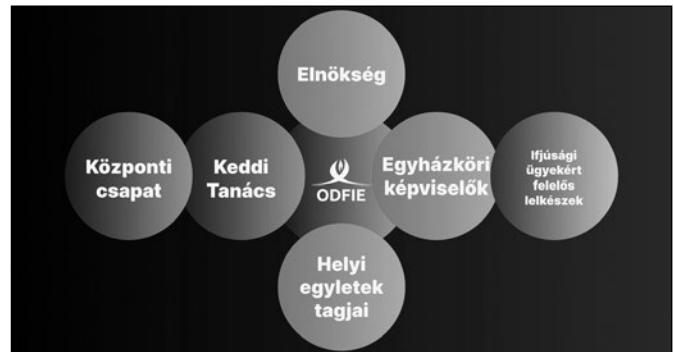 Elnökség
Központi
csapat
Keddi
Tanács
ODFIE
Egyházköri
képviselők
Ifjúsági
ügyekért
felelős
lelkészek
Helyi
egyletek
tagjai